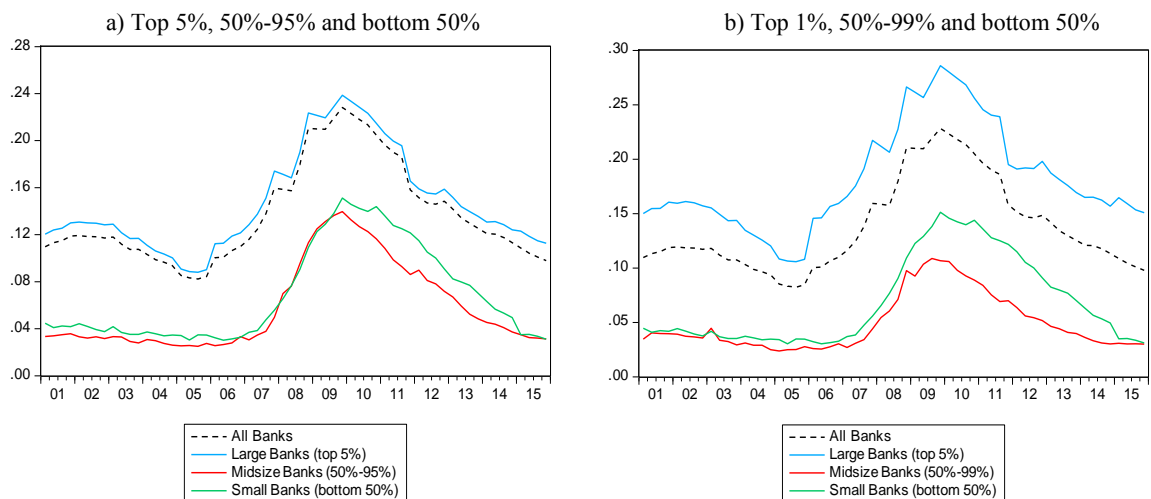 a) Top 5%, 50%-95% and bottom 50%
.28
.24
.20
.16
.12
.08
.04
.00
01 02 03 04 05 06 07 08 09 10 11 12 13 14 15
All Banks
Large Banks (top 5%)
Midsize Banks (50%-95%)
Small Banks (bottom 50%)
b) Top 1%, 50%-99% and bottom 50%
.30
.25
.20
.15
.10
.05
.00
01 02 03 04 05 06 07 08 09 10 11 12 13 14 15
All Banks
Large Banks (top 5%)
Midsize Banks (50%-99%)
Small Banks (bottom 50%)